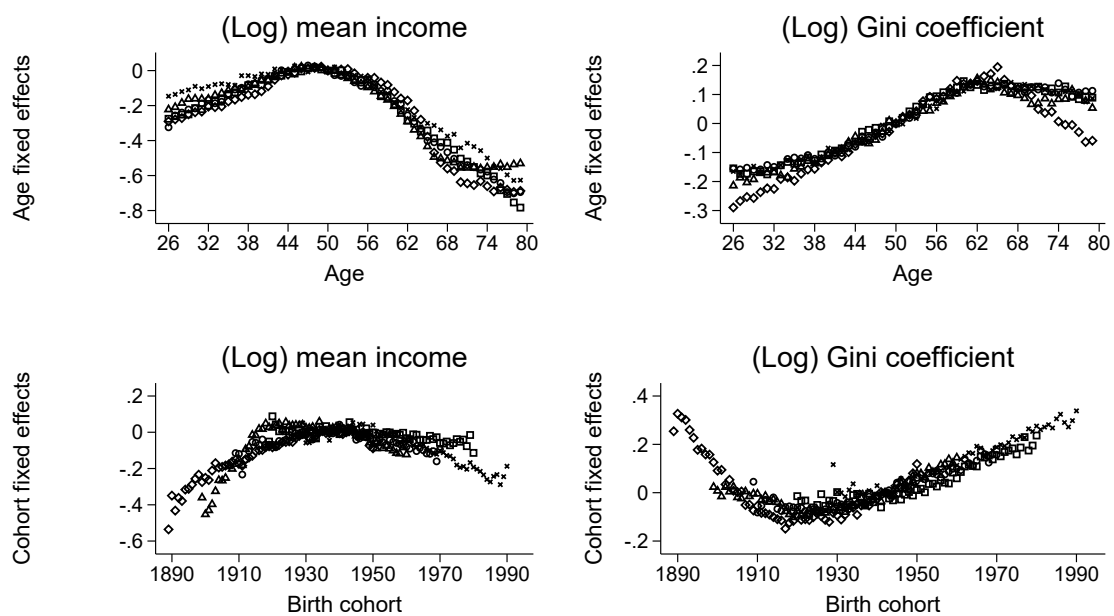 (Log) mean income
Age fixed effects
0
-.2
-.4
-.6
-.8
26 32 38 44 50 56 62 68 74 80
Age
(Log) Gini coefficient
Age fixed effects
.2
.1
0
-.1
-.2
-.3
26 32 38 44 50 56 62 68 74 80
Age
(Log) mean income
Cohort fixed effects
.2
0
-.2
-.4
-.6
1890 1910 1930 1950 1970 1990
Birth cohort
(Log) Gini coefficient
Cohort fixed effects
.4
.2
0
-.2
1890 1910 1930 1950 1970 1990
Birth cohort